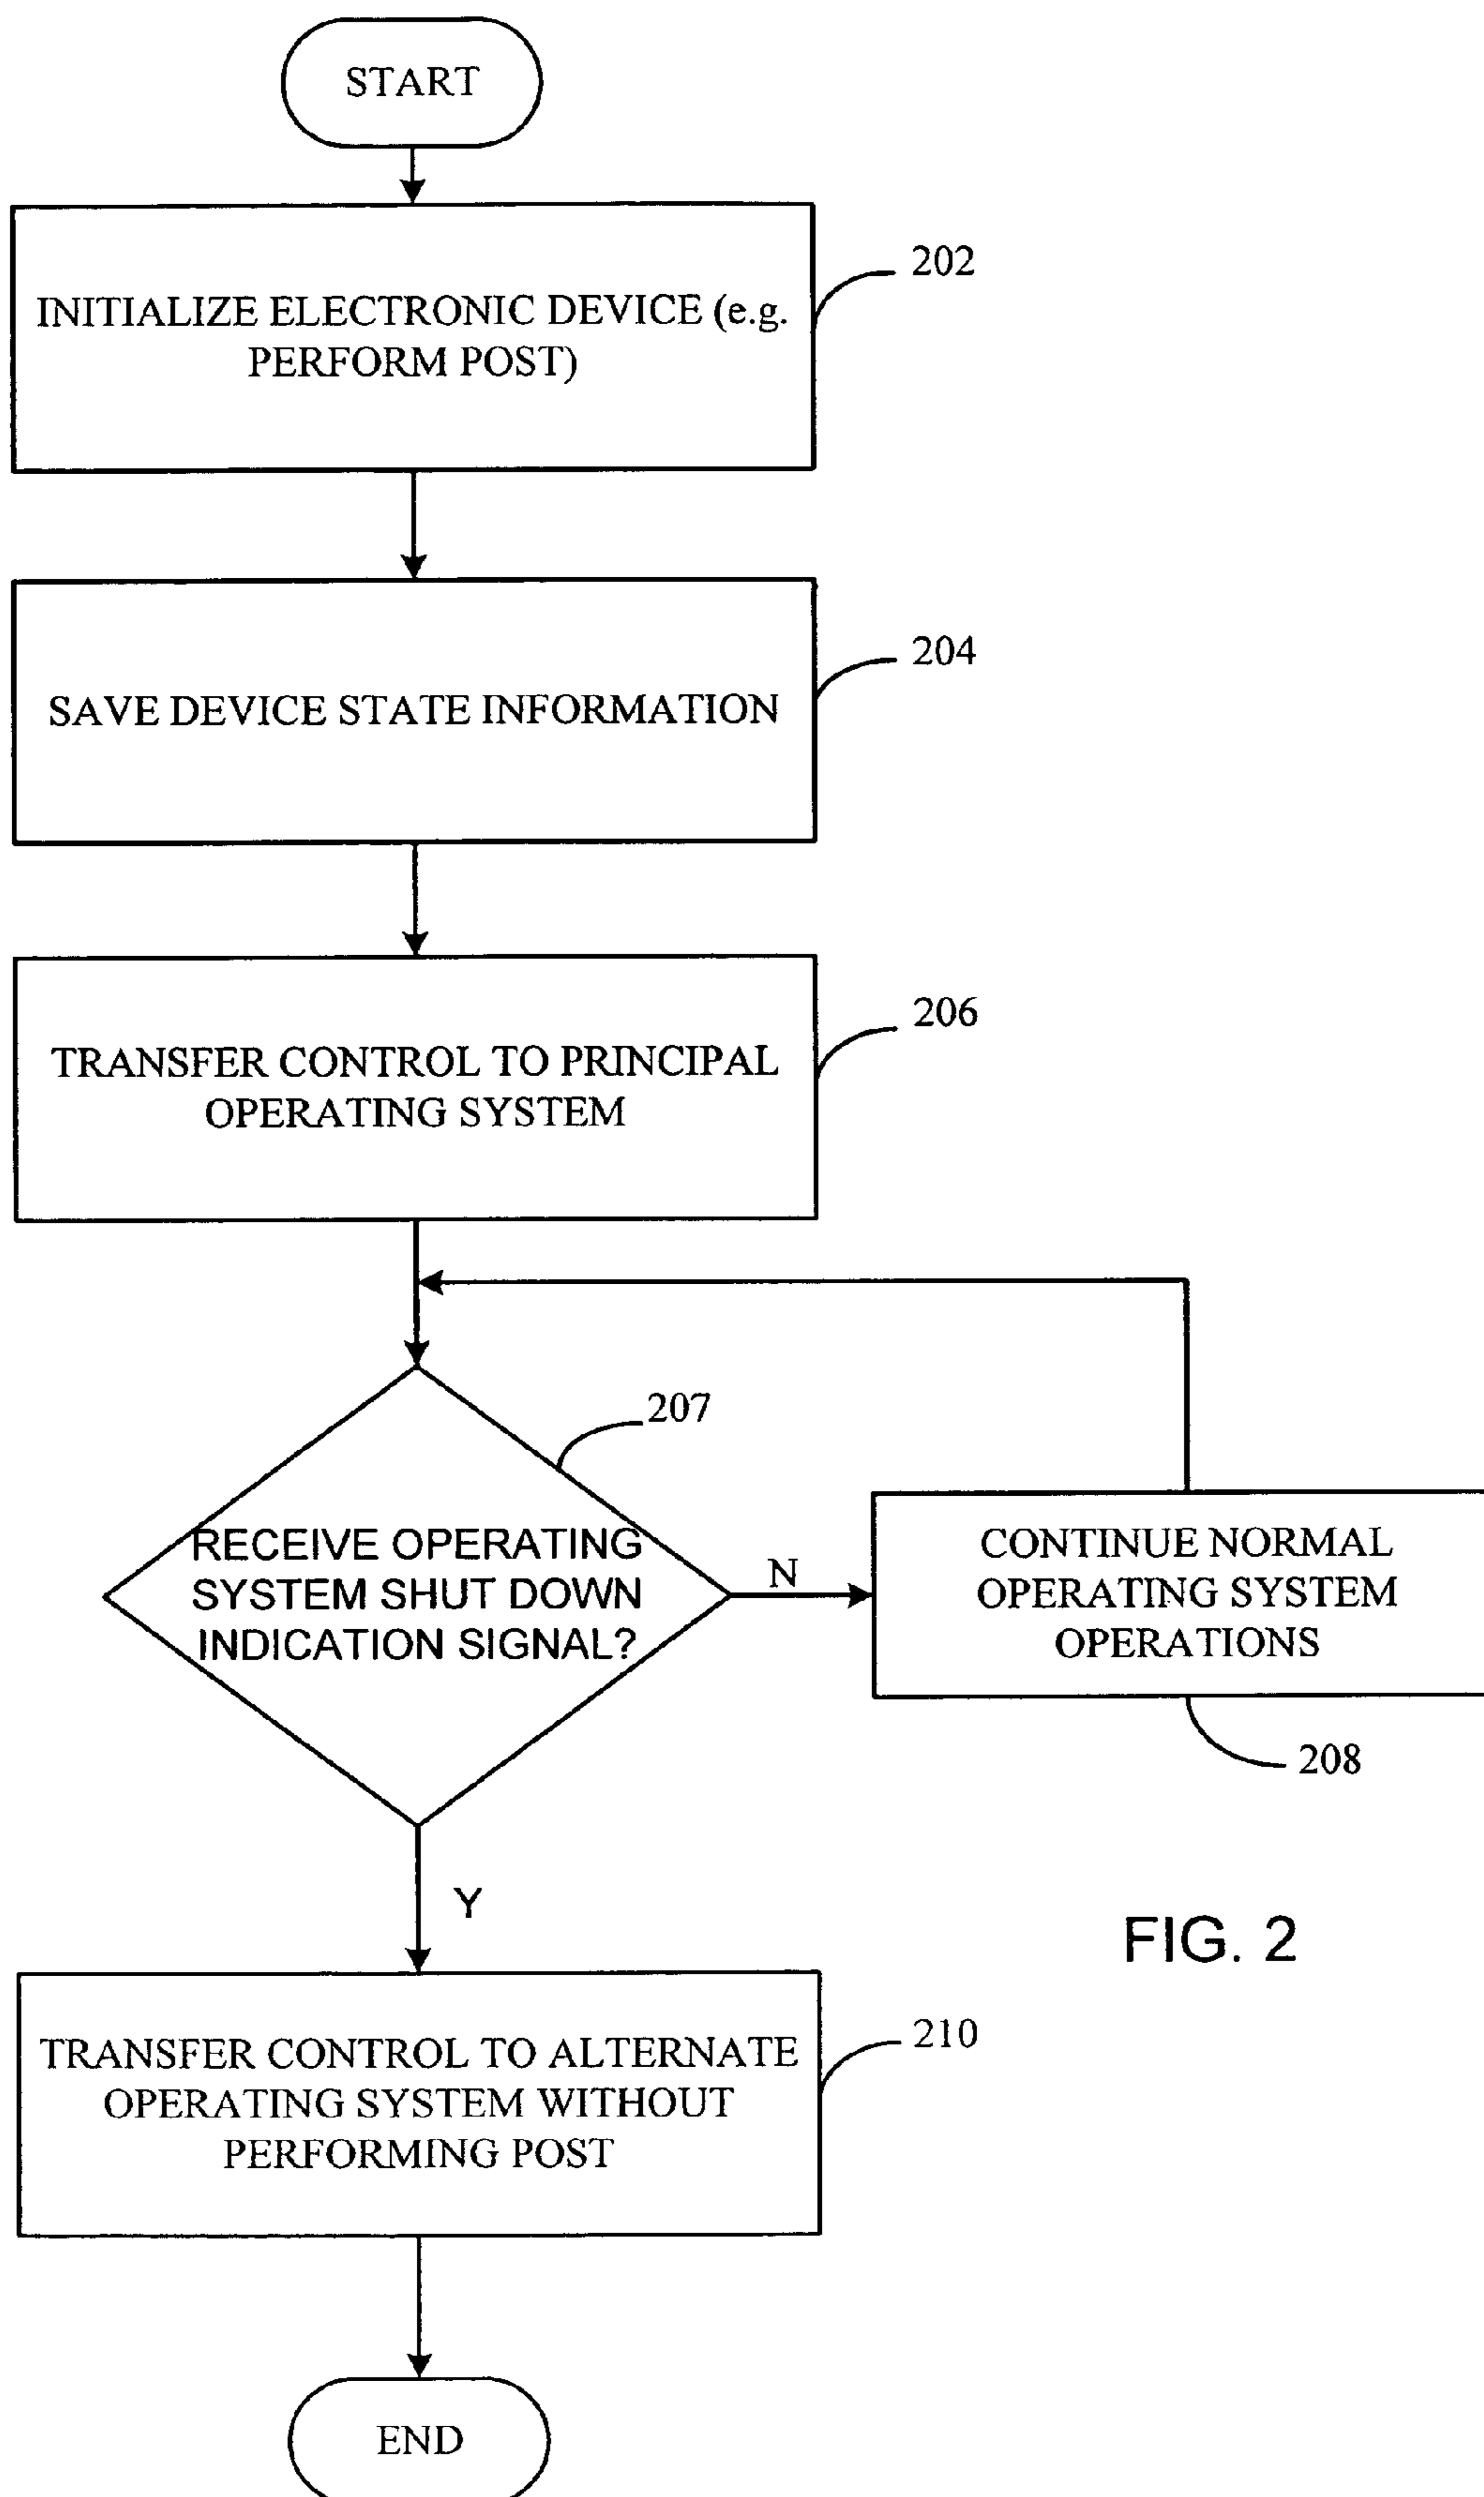 START
202
INITIALIZE ELECTRONIC DEVICE (e.g.
PERFORM POST)
204
SAVE DEVICE STATE INFORMATION
206
TRANSFER CONTROL TO PRINCIPAL
OPERATING SYSTEM
207
RECEIVE OPERATING
SYSTEM SHUT DOWN
INDICATION SIGNAL?
N
CONTINUE NORMAL
OPERATING SYSTEM
OPERATIONS
208
Y
FIG. 2
210
TRANSFER CONTROL TO ALTERNATE
OPERATING SYSTEM WITHOUT
PERFORMING POST
END